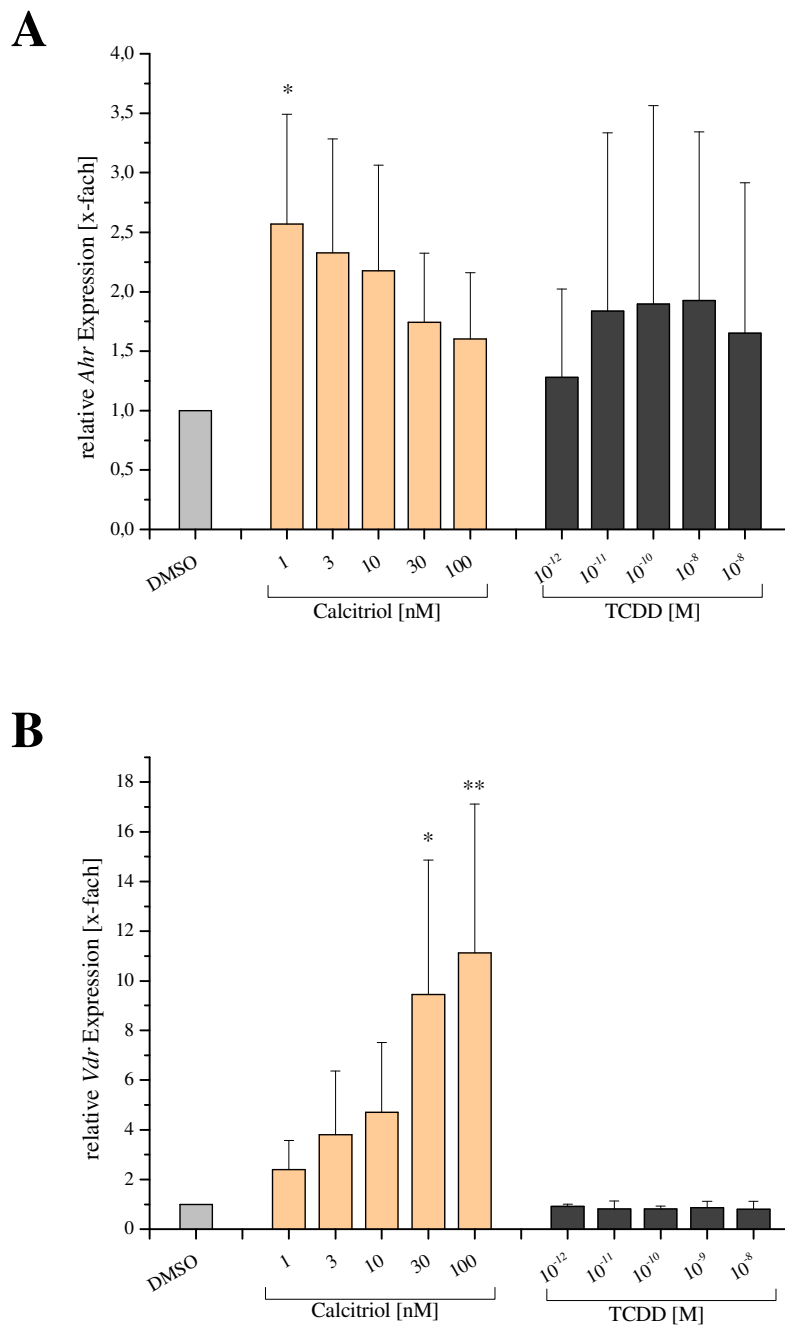 A
4,0
3,5
3,0
2,5
2,0
1,5
1,0
0,5
0,0
relative Ahr Expression [x-fach]
*
DMSO 1 3 10 30 100 10⁻¹² 10⁻¹¹ 10⁻¹⁰ 10⁻⁸ 10⁻⁸
Calcitriol [nM] TCDD [M]
B
18
16
14
12
10
8
6
4
2
0
relative Vdr Expression [x-fach]
*
**
DMSO 1 3 10 30 100 10⁻¹² 10⁻¹¹ 10⁻¹⁰ 10⁻⁹ 10⁻⁸
Calcitriol [nM] TCDD [M]